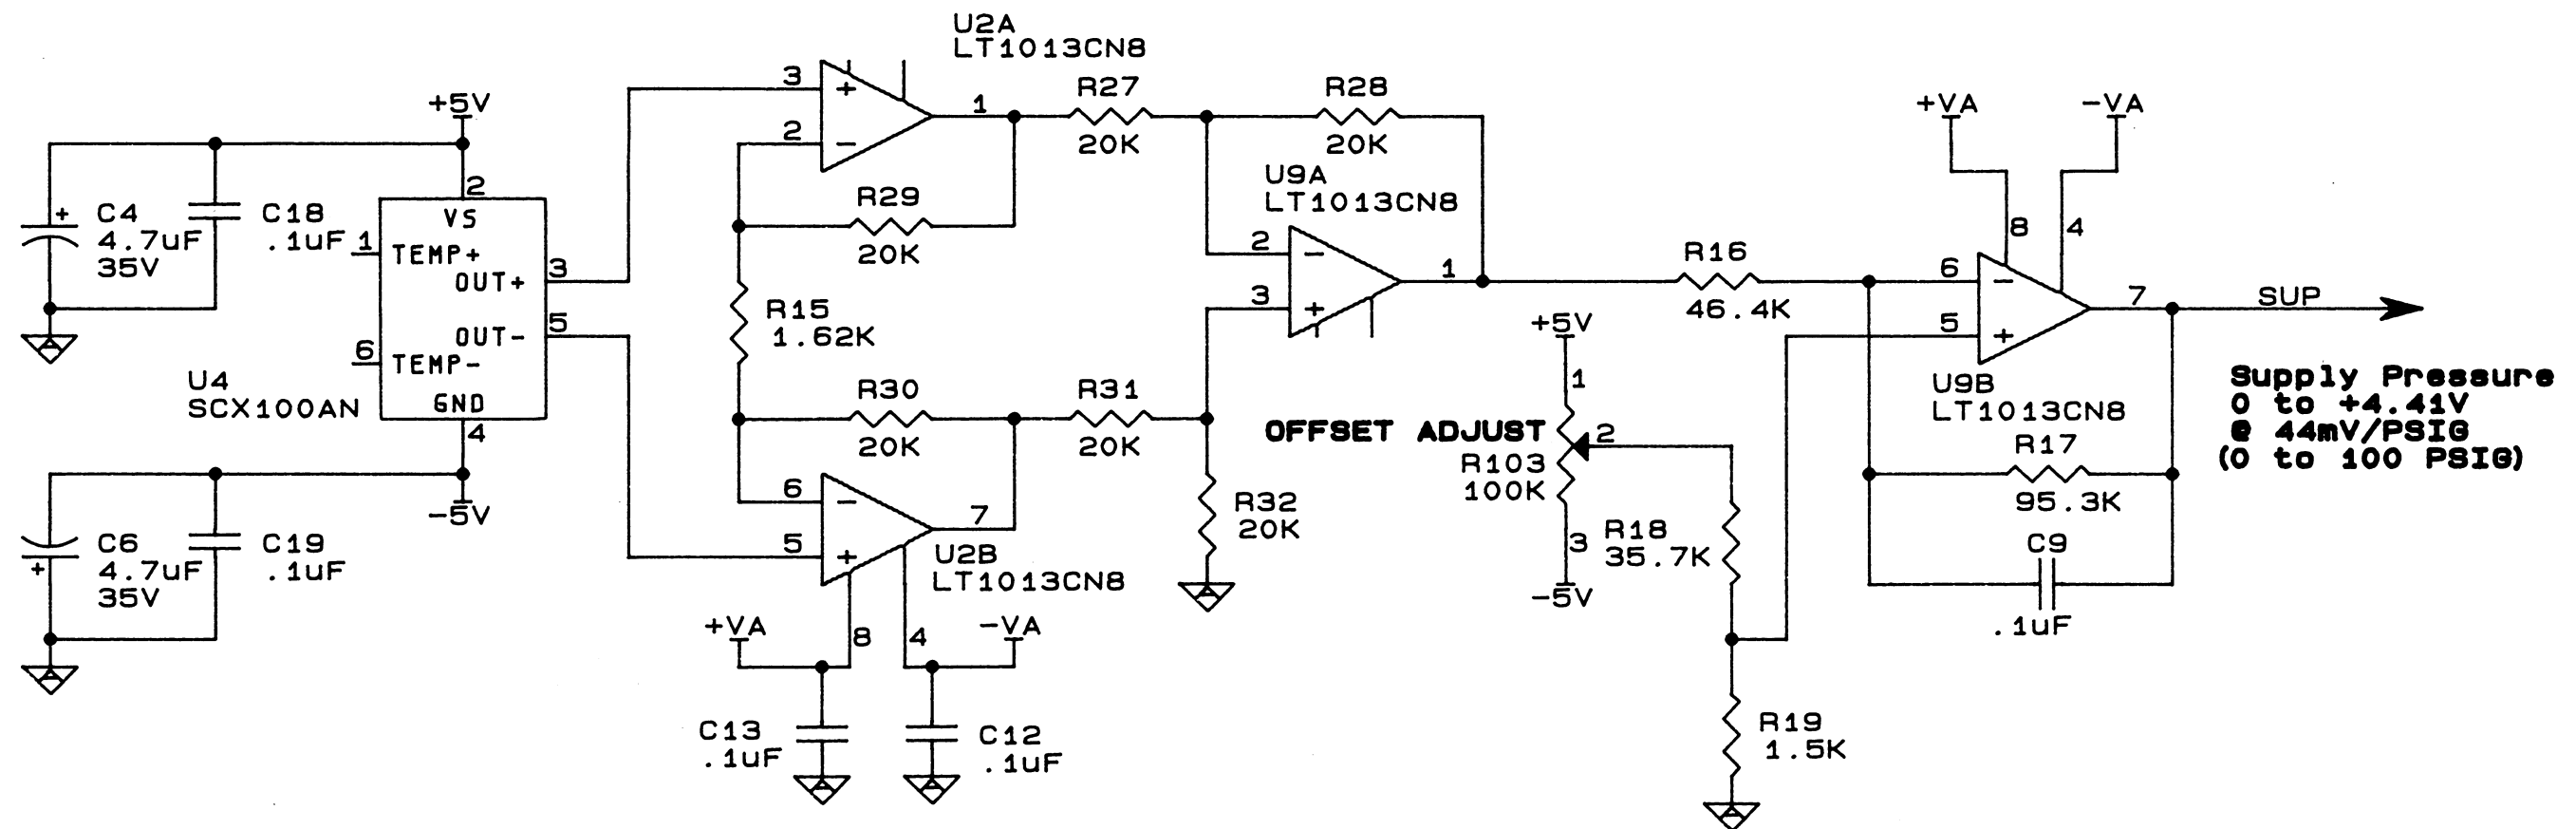 U2A
LT1013CN8
3
+
1
2
-
R27
20K
R28
20K
+VA
-VA
+5V
2
VS
C4
4.7uF
35V
+
C18
.1uF
1
TEMP+
OUT+
3
OUT-
5
6
TEMP-
GND
4
-5V
U4
SCX100AN
R29
20K
R15
1.62K
R30
20K
R31
20K
U9A
LT1013CN8
2
-
3
+
1
R16
46.4K
8
4
6
-
5
+
7
SUP
U9B
LT1013CN8
Supply Pressure
0 to +4.41V
@ 44mV/PSIG
(0 to 100 PSIG)
R17
95.3K
C9
.1uF
+5V
1
OFFSET ADJUST
2
R103
100K
3
-5V
R18
35.7K
R19
1.5K
R32
20K
6
-
5
+
7
U2B
LT1013CN8
C6
4.7uF
35V
+
C19
.1uF
+VA
8
4
-VA
C13
.1uF
C12
.1uF